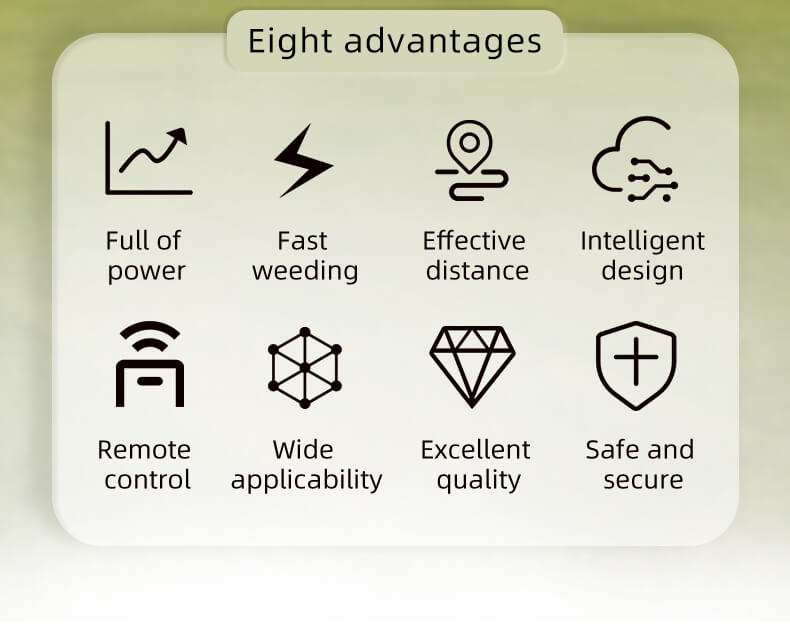 Eight advantages
Full of
power
Fast
weeding
Effective
distance
Intelligent
design
Remote
control
Wide
applicability
Excellent
quality
Safe and
secure